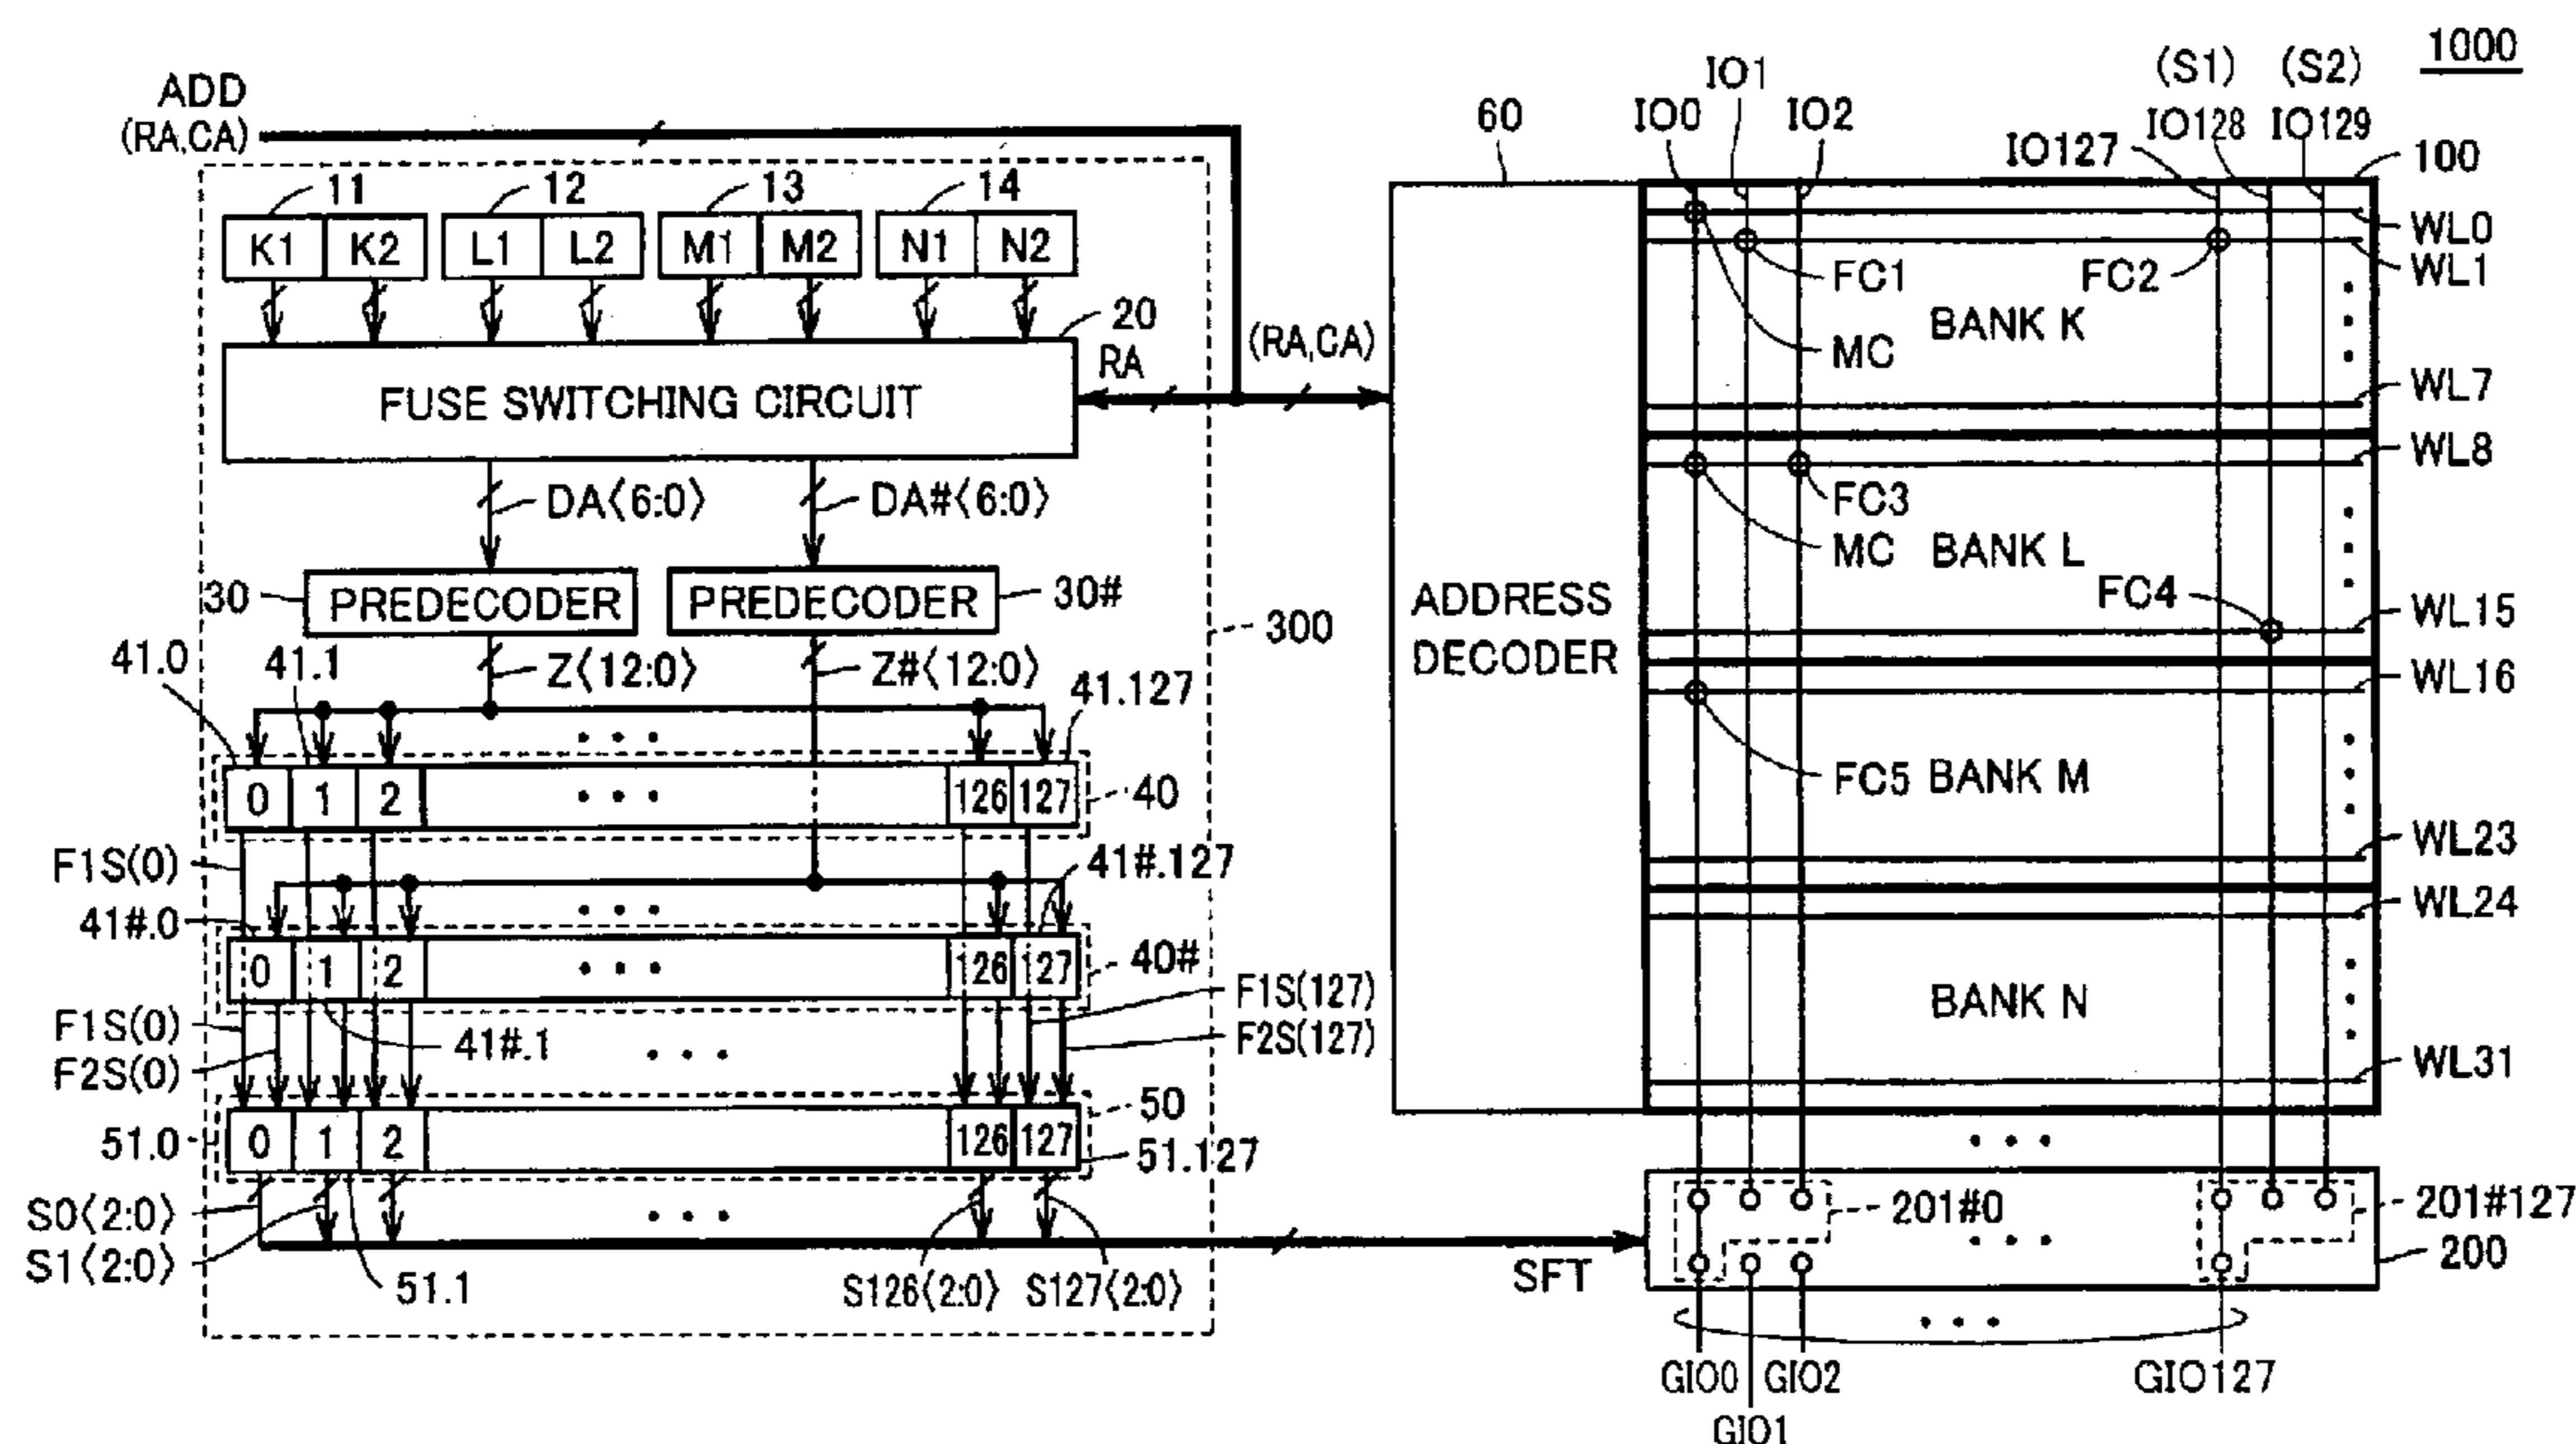 1000
ADD
(RA,CA)
11
12
13
14
K1
K2
L1
L2
M1
M2
N1
N2
20
FUSE SWITCHING CIRCUIT
RA
(RA,CA)
DA⟨6:0⟩
DA#⟨6:0⟩
30
PREDECODER
PREDECODER
30#
300
41.0
41.1
Z⟨12:0⟩
Z#⟨12:0⟩
41.127
0
1
2
126
127
40
F1S(0)
41#.127
41#.0
0
1
2
126
127
40#
F1S(0)
F2S(0)
41#.1
F1S(127)
F2S(127)
51.0
0
1
2
126
127
50
51.127
S0⟨2:0⟩
S1⟨2:0⟩
51.1
S126⟨2:0⟩
S127⟨2:0⟩
SFT
60
ADDRESS
DECODER
IO0
IO1
IO2
IO127
(S1)
IO128
(S2)
IO129
100
WL0
WL1
FC1
FC2
BANK K
MC
WL7
WL8
FC3
MC
BANK L
FC4
WL15
WL16
FC5
BANK M
WL23
WL24
BANK N
WL31
201#0
201#127
200
GIO0
GIO1
GIO2
GIO127